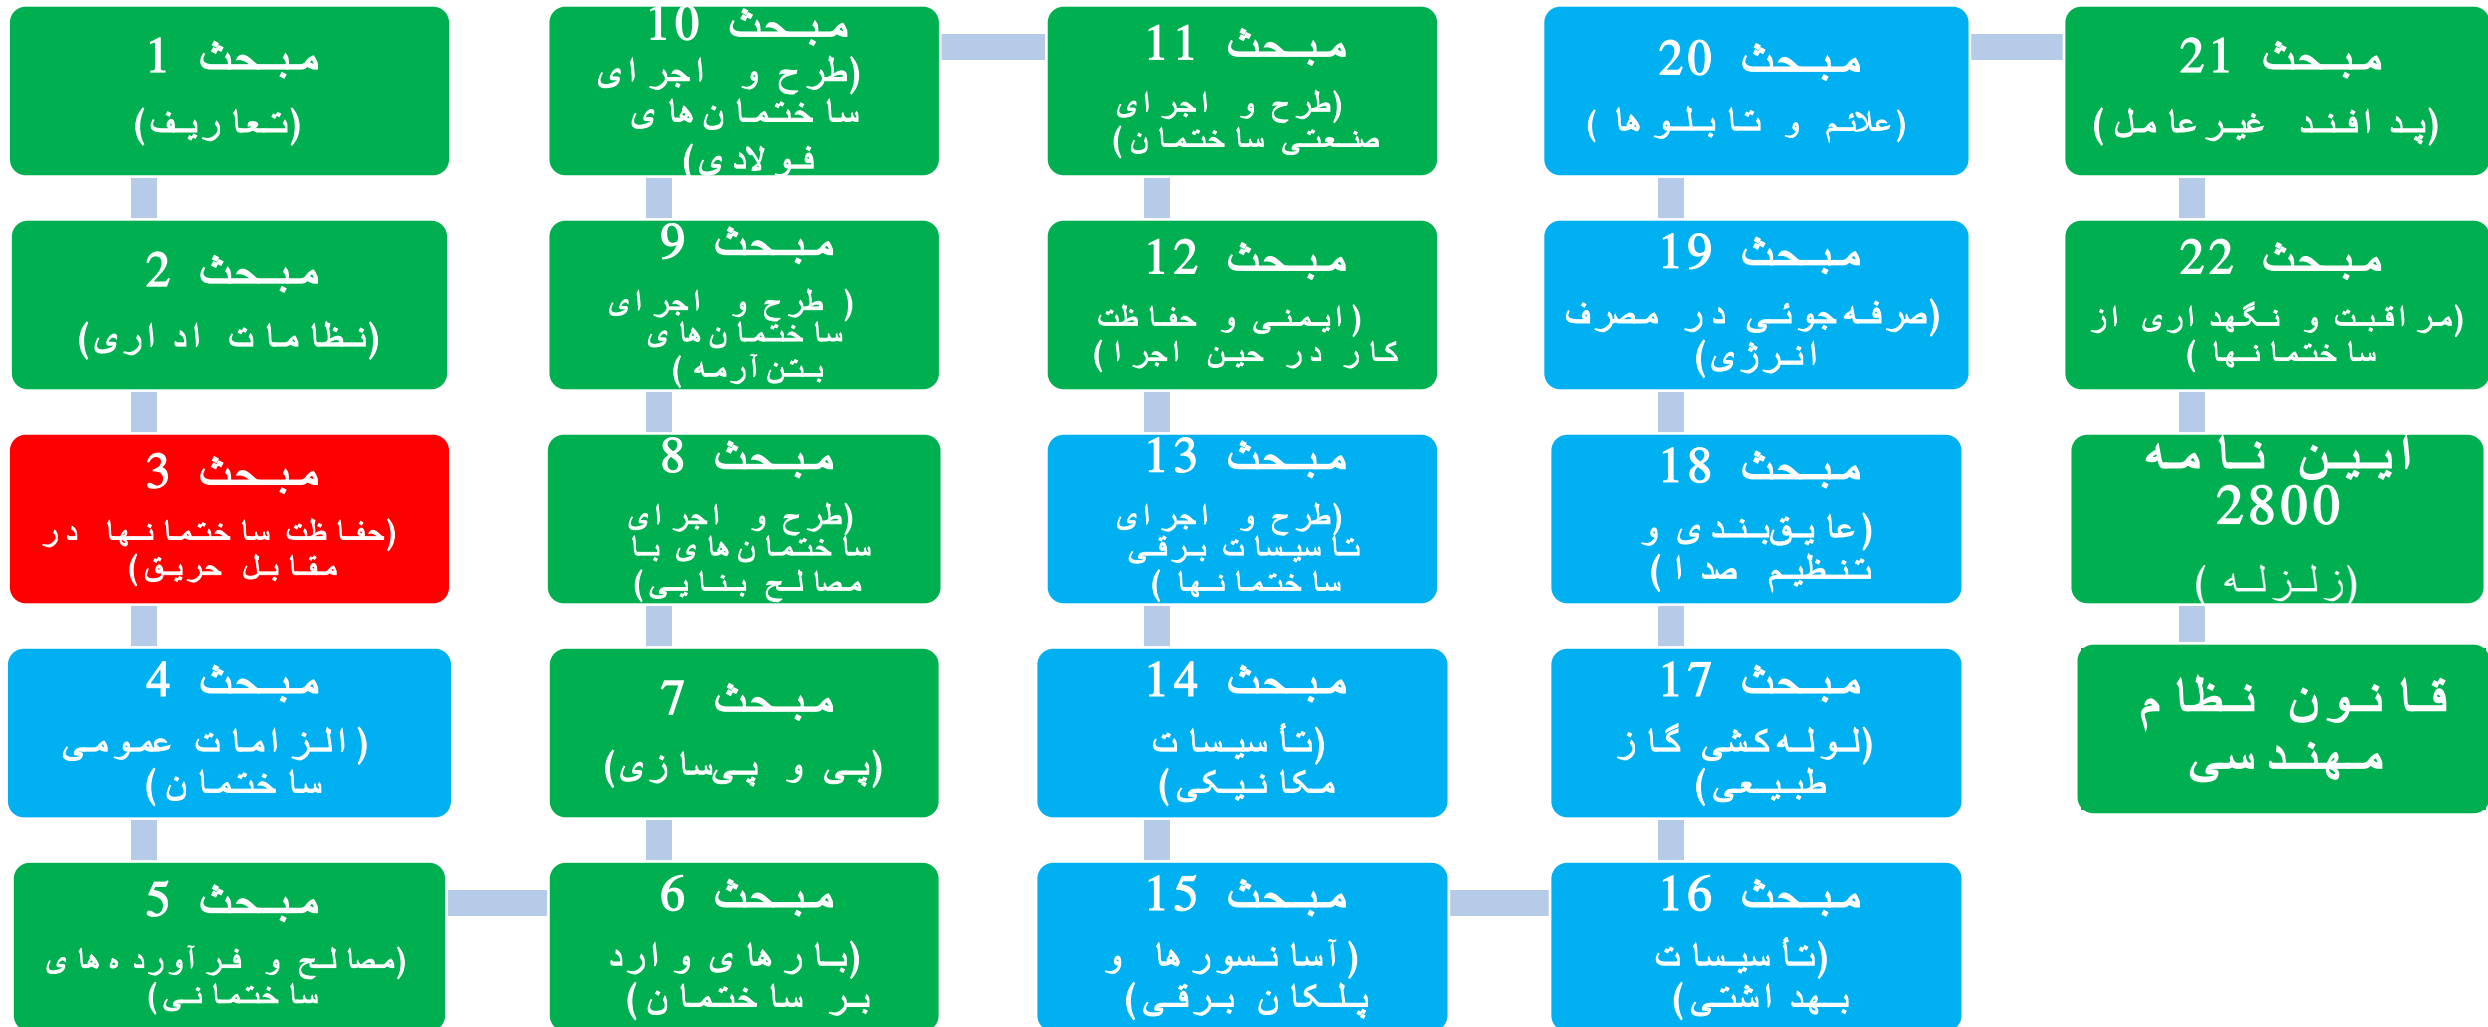 مبحث 1
(تعاریف)
مبحث 2
(نظامات اداری)
مبحث 3
(حفاظت ساختمانها در
مقابل حریق)
مبحث 4
(الزامات عمومی
ساختمان)
مبحث 5
(مصالح و فرآورده‌های
ساختمانی)
مبحث 6
(بارهای وارد
بر ساختمان)
مبحث 7
(پی و پی‌سازی)
مبحث 8
(طرح و اجرای
ساختمان‌های با
مصالح بنایی)
مبحث 9
( طرح و اجرای
ساختمان‌های
بتن‌آرمه)
مبحث 10
(طرح و اجرای
ساختمان‌های
فولادی)
مبحث 11
(طرح و اجرای
صنعتی ساختمان)
مبحث 12
(ایمنی و حفاظت
کار در حین اجرا)
مبحث 13
(طرح و اجرای
تاسیسات برقی
ساختمانها)
مبحث 14
(تأسیسات
مکانیکی)
مبحث 15
(آسانسورها و
پلکان برقی)
مبحث 16
(تأسیسات
بهداشتی)
مبحث 17
(لوله‌کشی گاز
طبیعی)
مبحث 18
(عایق‌بندی و
تنظیم صدا)
مبحث 19
(صرفه‌جوئی در مصرف
انرژی)
مبحث 20
(علائم و تابلوها)
مبحث 21
(پدافند غیرعامل)
مبحث 22
(مراقبت و نگهداری از
ساختمانها)
ایین نامه
2800
(زلزله)
قانون نظام
مهندسی